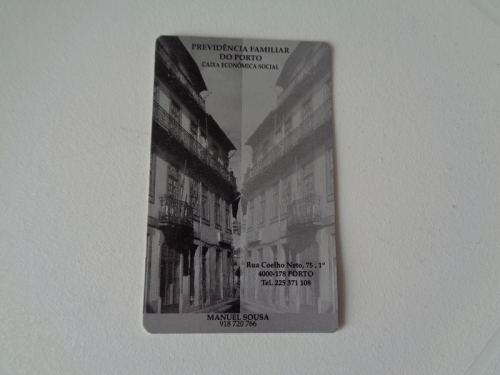 PREVIDÊNCIA FAMILIAR
DO PORTO
CAIXA ECONÓMICA SOCIAL
Rua Coelho Neto, 75 , 1º
4000-178 PORTO
Tel. 225 371 108
MANUEL SOUSA
918 720 766